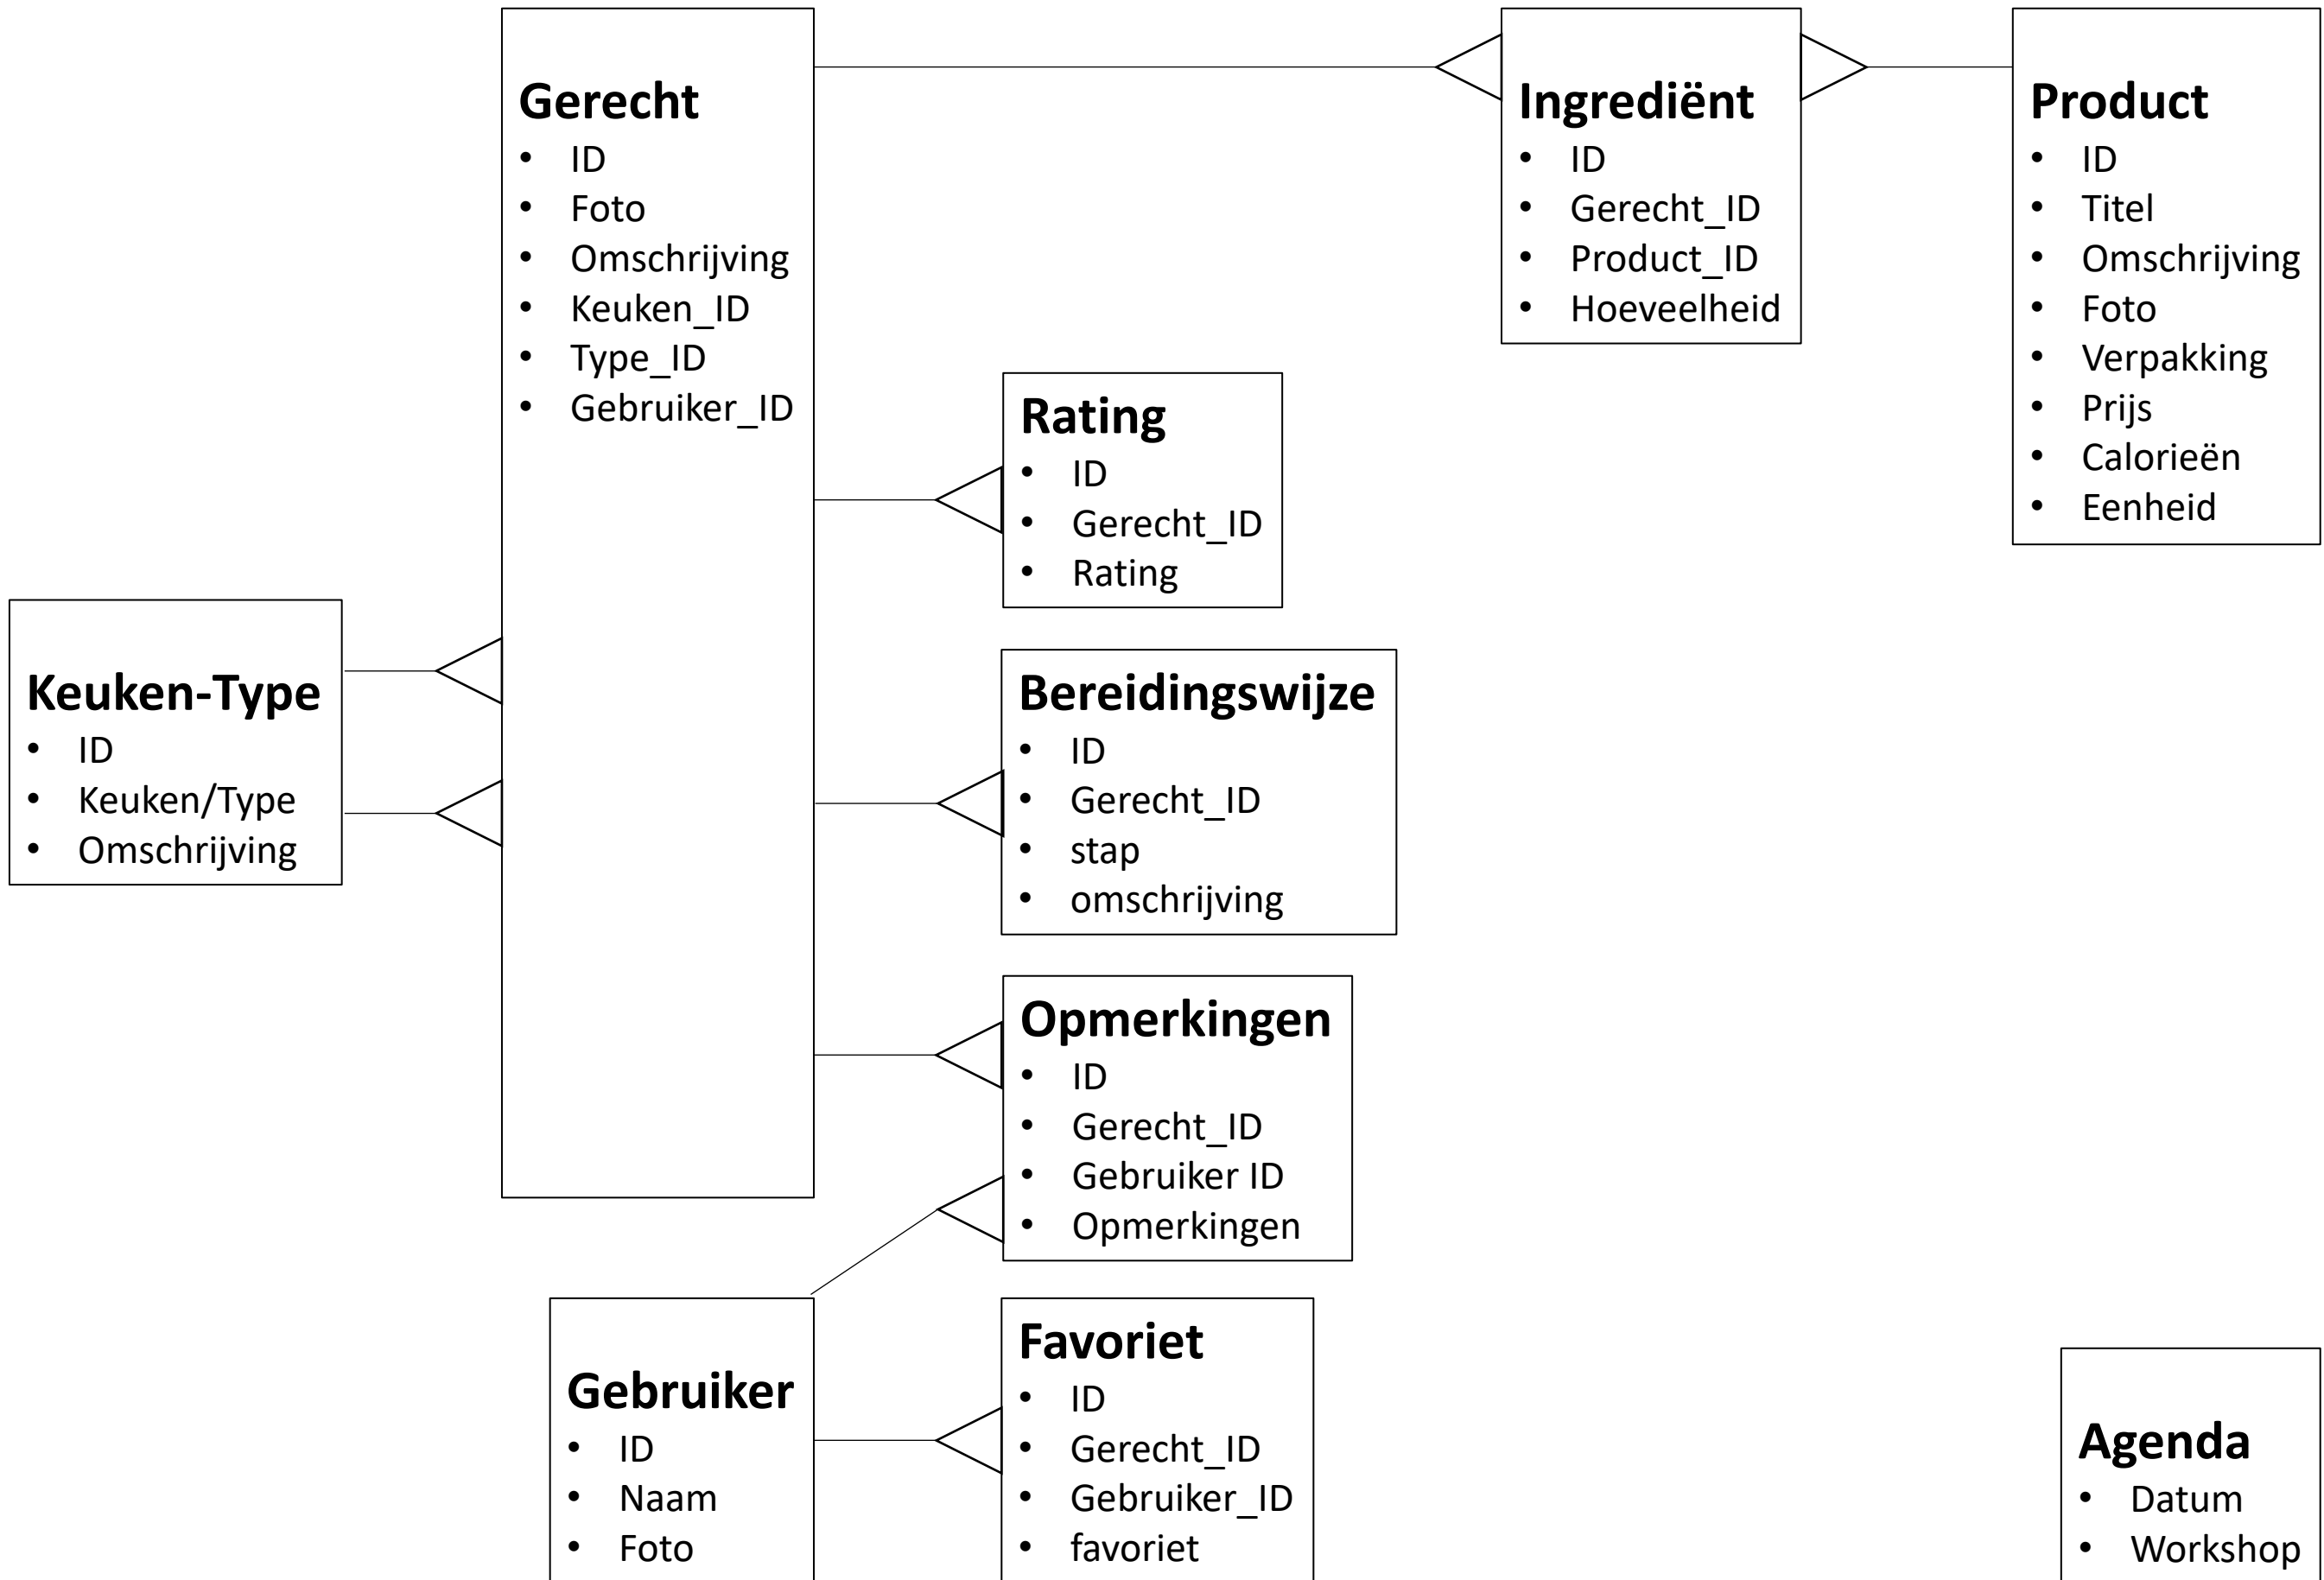 Gerecht
• ID
• Foto
• Omschrijving
• Keuken_ID
• Type_ID
• Gebruiker_ID
Ingrediënt
• ID
• Gerecht_ID
• Product_ID
• Hoeveelheid
Product
• ID
• Titel
• Omschrijving
• Foto
• Verpakking
• Prijs
• Calorieën
• Eenheid
Rating
• ID
• Gerecht_ID
• Rating
Keuken-Type
• ID
• Keuken/Type
• Omschrijving
Bereidingswijze
• ID
• Gerecht_ID
• stap
• omschrijving
Opmerkingen
• ID
• Gerecht_ID
• Gebruiker ID
• Opmerkingen
Gebruiker
• ID
• Naam
• Foto
Favoriet
• ID
• Gerecht_ID
• Gebruiker_ID
• favoriet
Agenda
• Datum
• Workshop